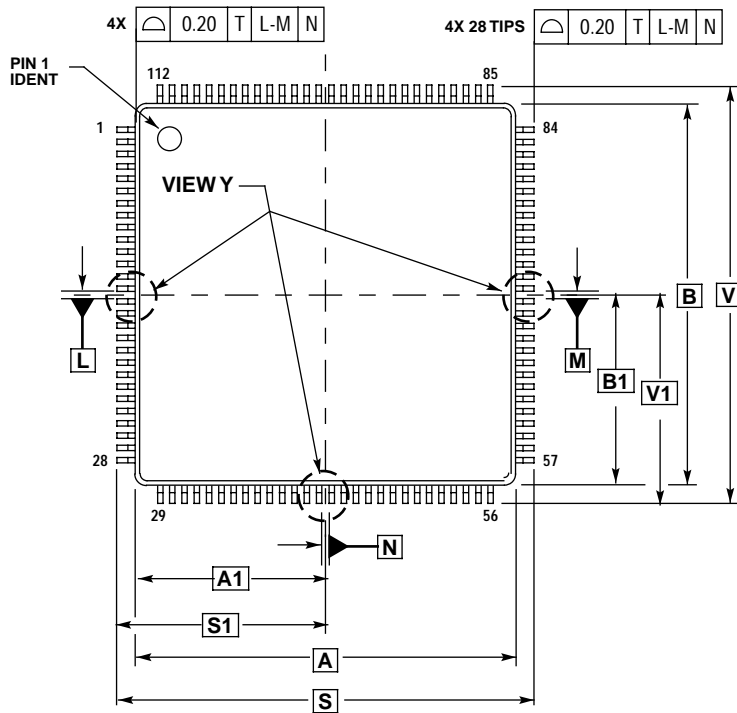 4X 0.20 T L-M N
4X 28 TIPS 0.20 T L-M N
PIN 1
IDENT
112
85
1
84
VIEW Y
L
M
B
V
B1
V1
28
57
29
56
N
A1
S1
A
S